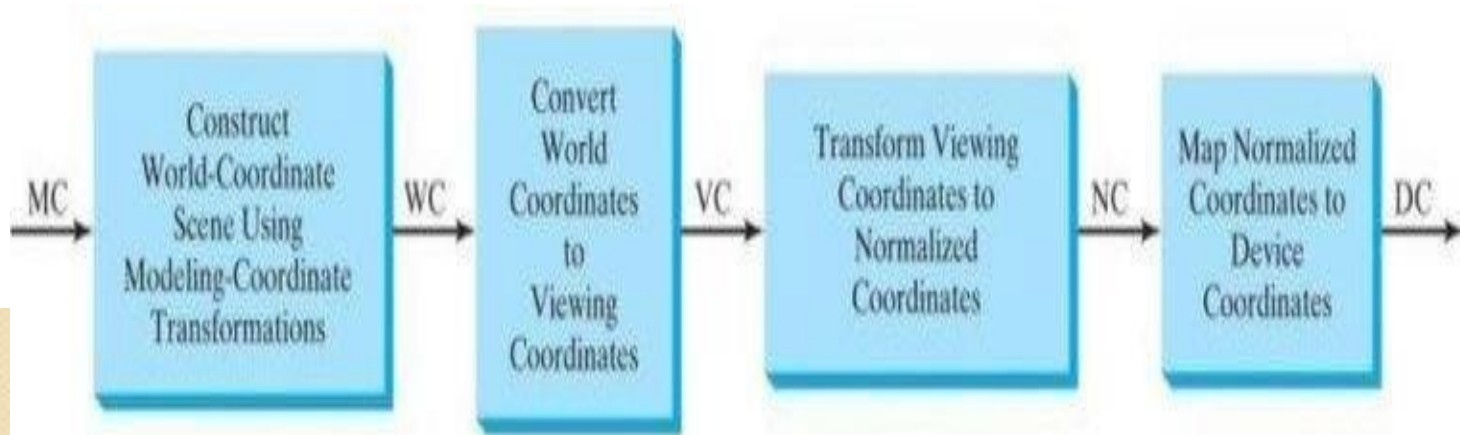 MC
Construct
World-Coordinate
Scene Using
Modeling-Coordinate
Transformations
WC
Convert
World
Coordinates
to
Viewing
Coordinates
VC
Transform Viewing
Coordinates to
Normalized
Coordinates
NC
Map Normalized
Coordinates to
Device
Coordinates
DC